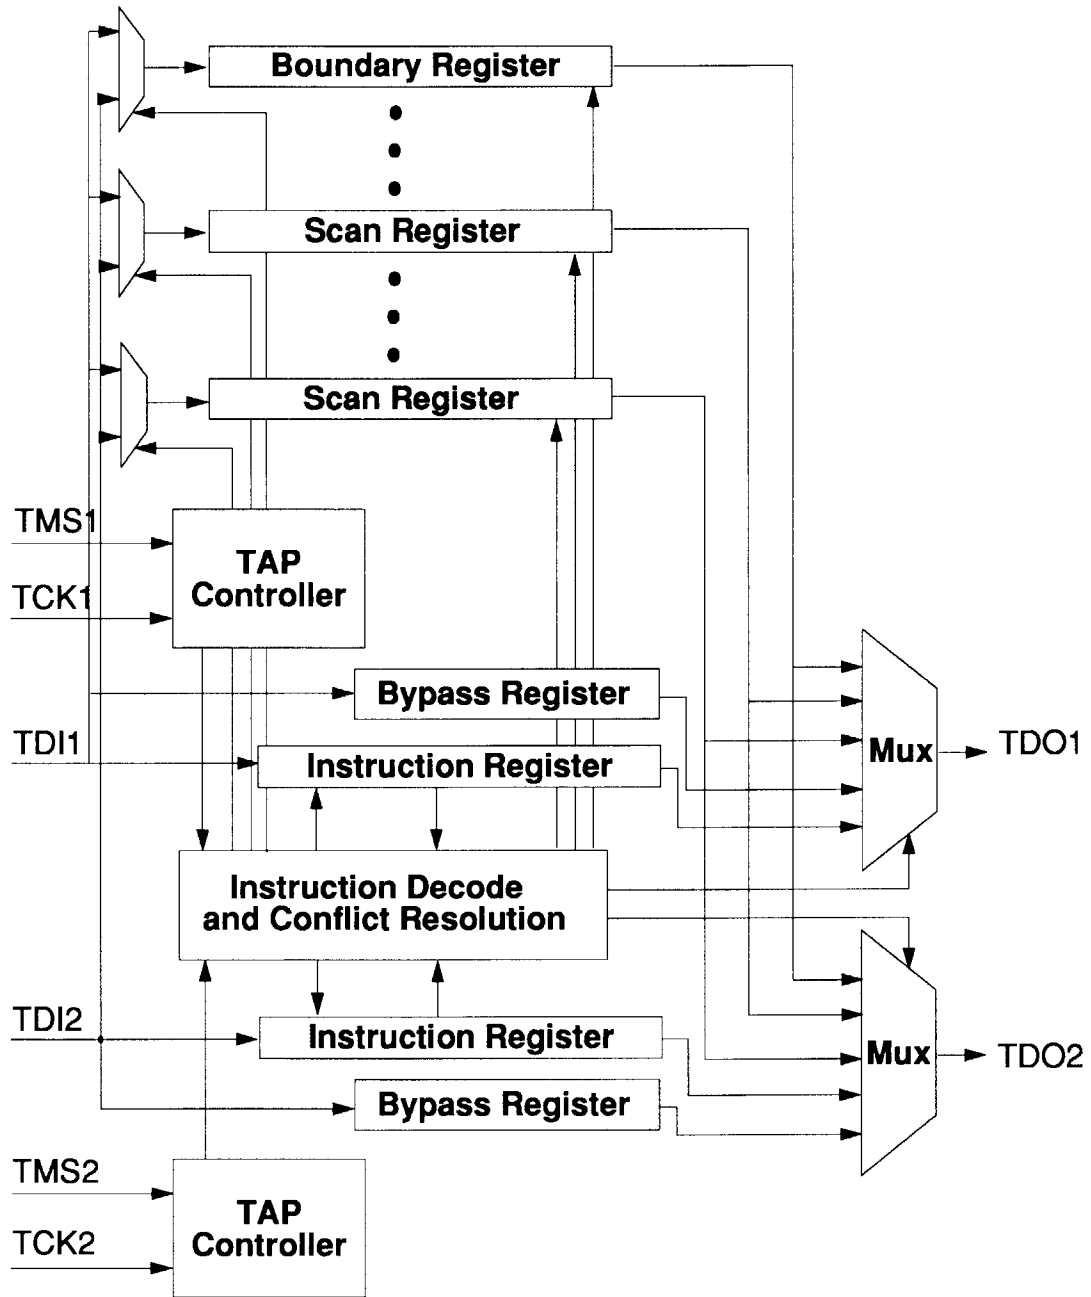 Boundary Register
Scan Register
Scan Register
TMS1
TAP
Controller
TCK1
Bypass Register
TDI1
Instruction Register
Mux
TDO1
Instruction Decode
and Conflict Resolution
TDI2
Instruction Register
Mux
TDO2
Bypass Register
TMS2
TAP
Controller
TCK2